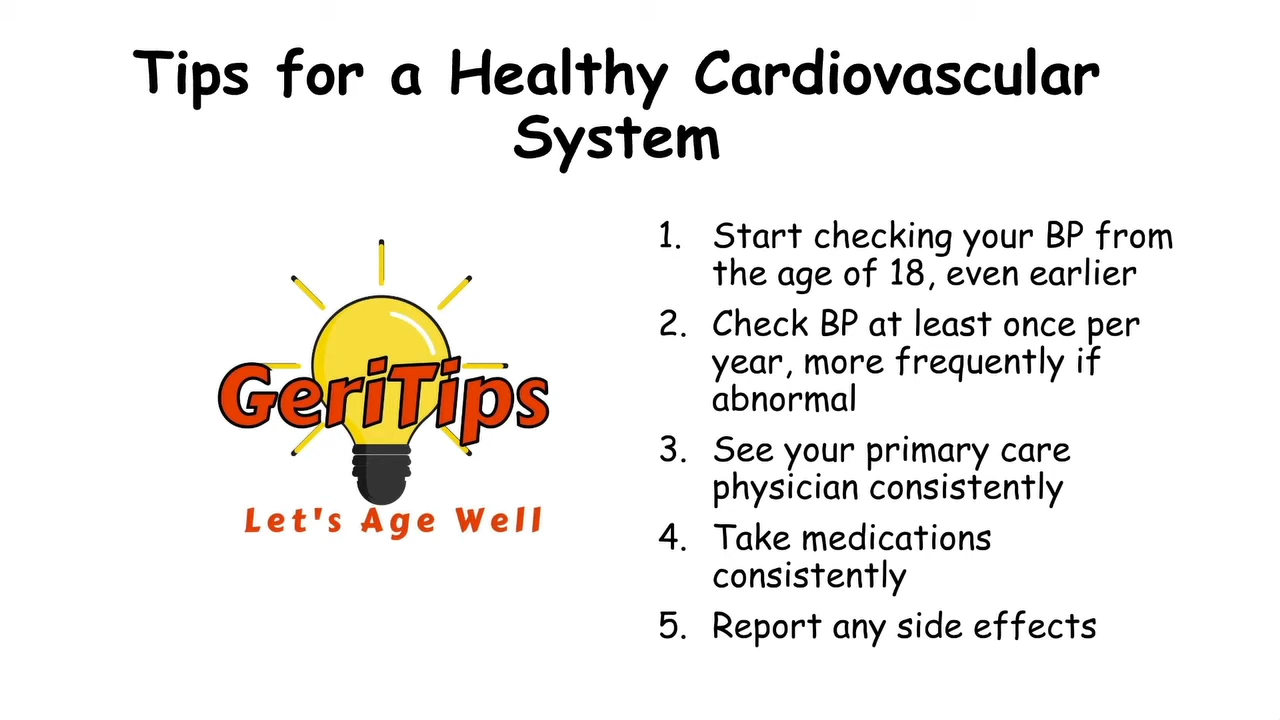 Tips for a Healthy Cardiovascular
System
GeriTips
Let's Age Well
1. Start checking your BP from
the age of 18, even earlier
2. Check BP at least once per
year, more frequently if
abnormal
3. See your primary care
physician consistently
4. Take medications
consistently
5. Report any side effects